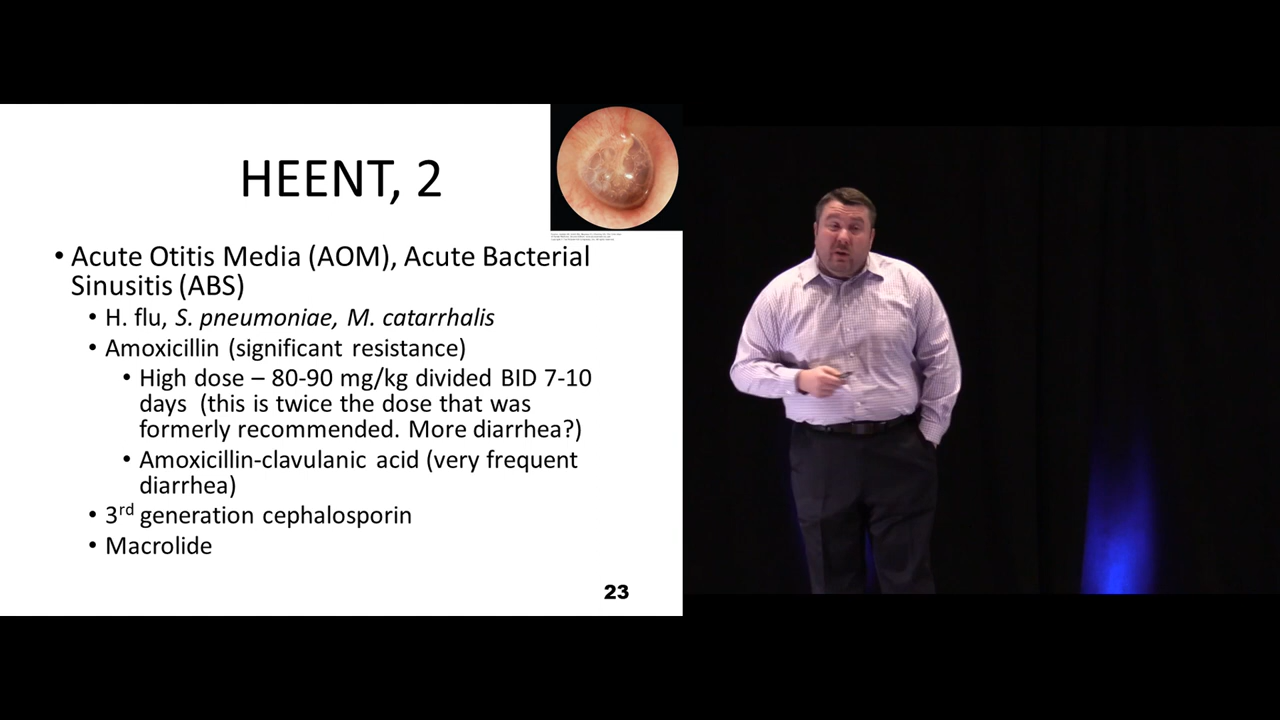 HEENT, 2
• Acute Otitis Media (AOM), Acute Bacterial
Sinusitis (ABS)
• H. flu, S. pneumoniae, M. catarrhalis
• Amoxicillin (significant resistance)
• High dose – 80-90 mg/kg divided BID 7-10
days (this is twice the dose that was
formerly recommended. More diarrhea?)
• Amoxicillin-clavulanic acid (very frequent
diarrhea)
• 3rd generation cephalosporin
• Macrolide
23